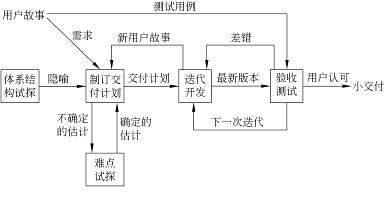 测试用例
用户故事
需求
新用户故事
差错
体系结
构试探
隐喻
制订交
付计划
交付计划
迭代
开发
最新版本
验收
测试
用户认可
小交付
不确定
的估计
确定的
估计
下一次迭代
难点
试探